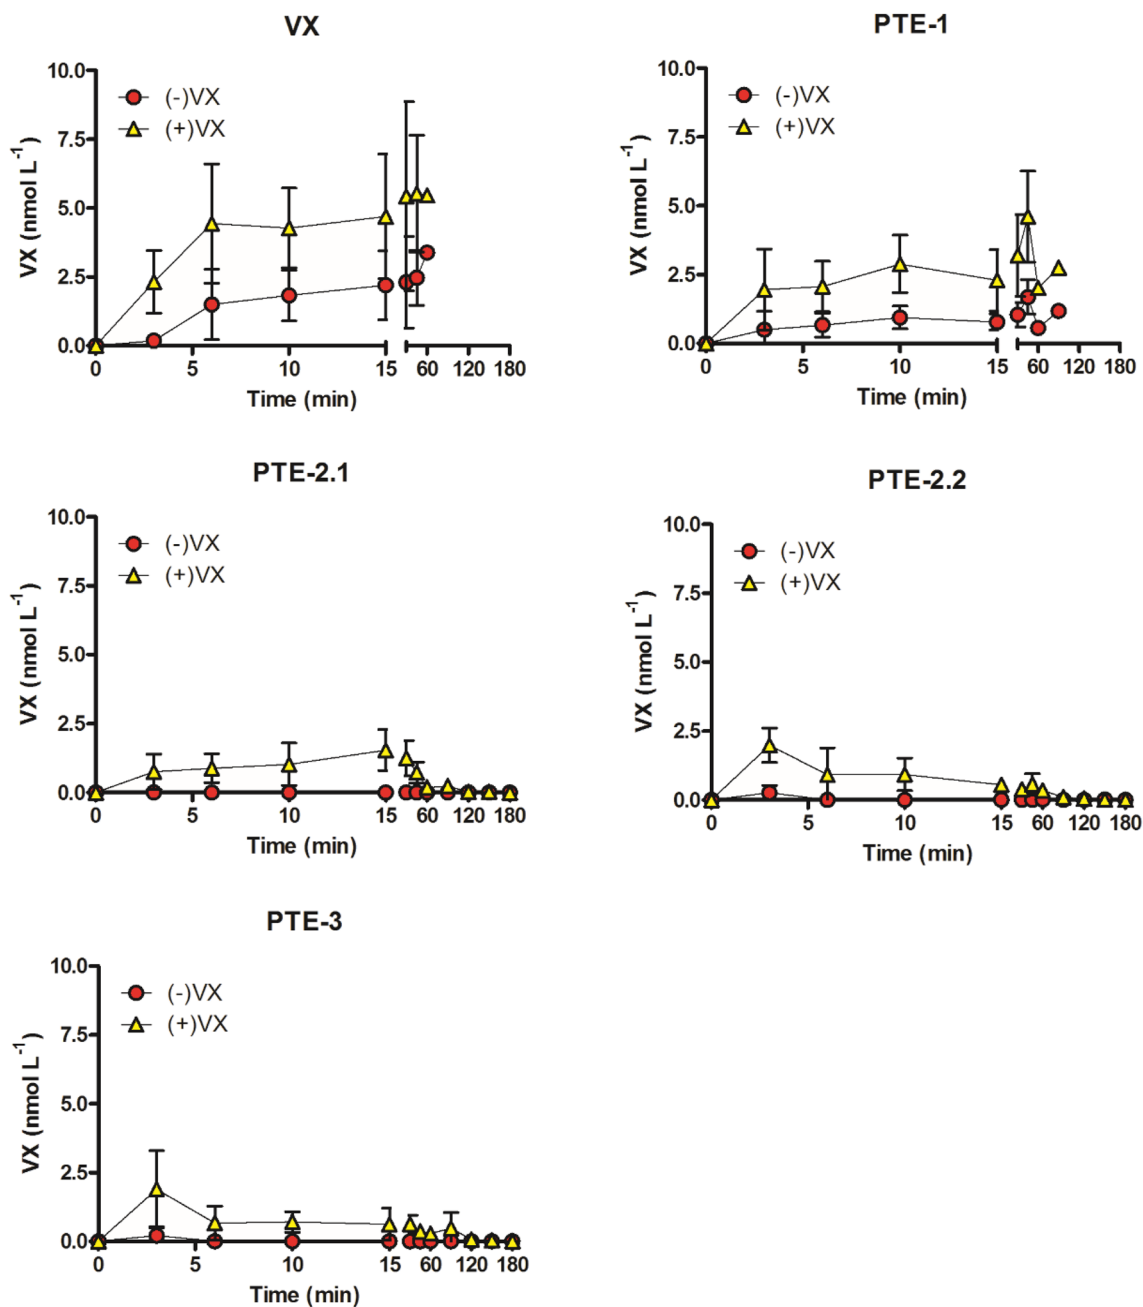 VX
10.0
7.5
5.0
2.5
0.0
VX (nmol L⁻¹)
(-)VX
(+)VX
0 5 10 15 60 120 180
Time (min)
PTE-1
10.0
7.5
5.0
2.5
0.0
VX (nmol L⁻¹)
(-)VX
(+)VX
0 5 10 15 60 120 180
Time (min)
PTE-2.1
10.0
7.5
5.0
2.5
0.0
VX (nmol L⁻¹)
(-)VX
(+)VX
0 5 10 15 60 120 180
Time (min)
PTE-2.2
10.0
7.5
5.0
2.5
0.0
VX (nmol L⁻¹)
(-)VX
(+)VX
0 5 10 15 60 120 180
Time (min)
PTE-3
10.0
7.5
5.0
2.5
0.0
VX (nmol L⁻¹)
(-)VX
(+)VX
0 5 10 15 60 120 180
Time (min)